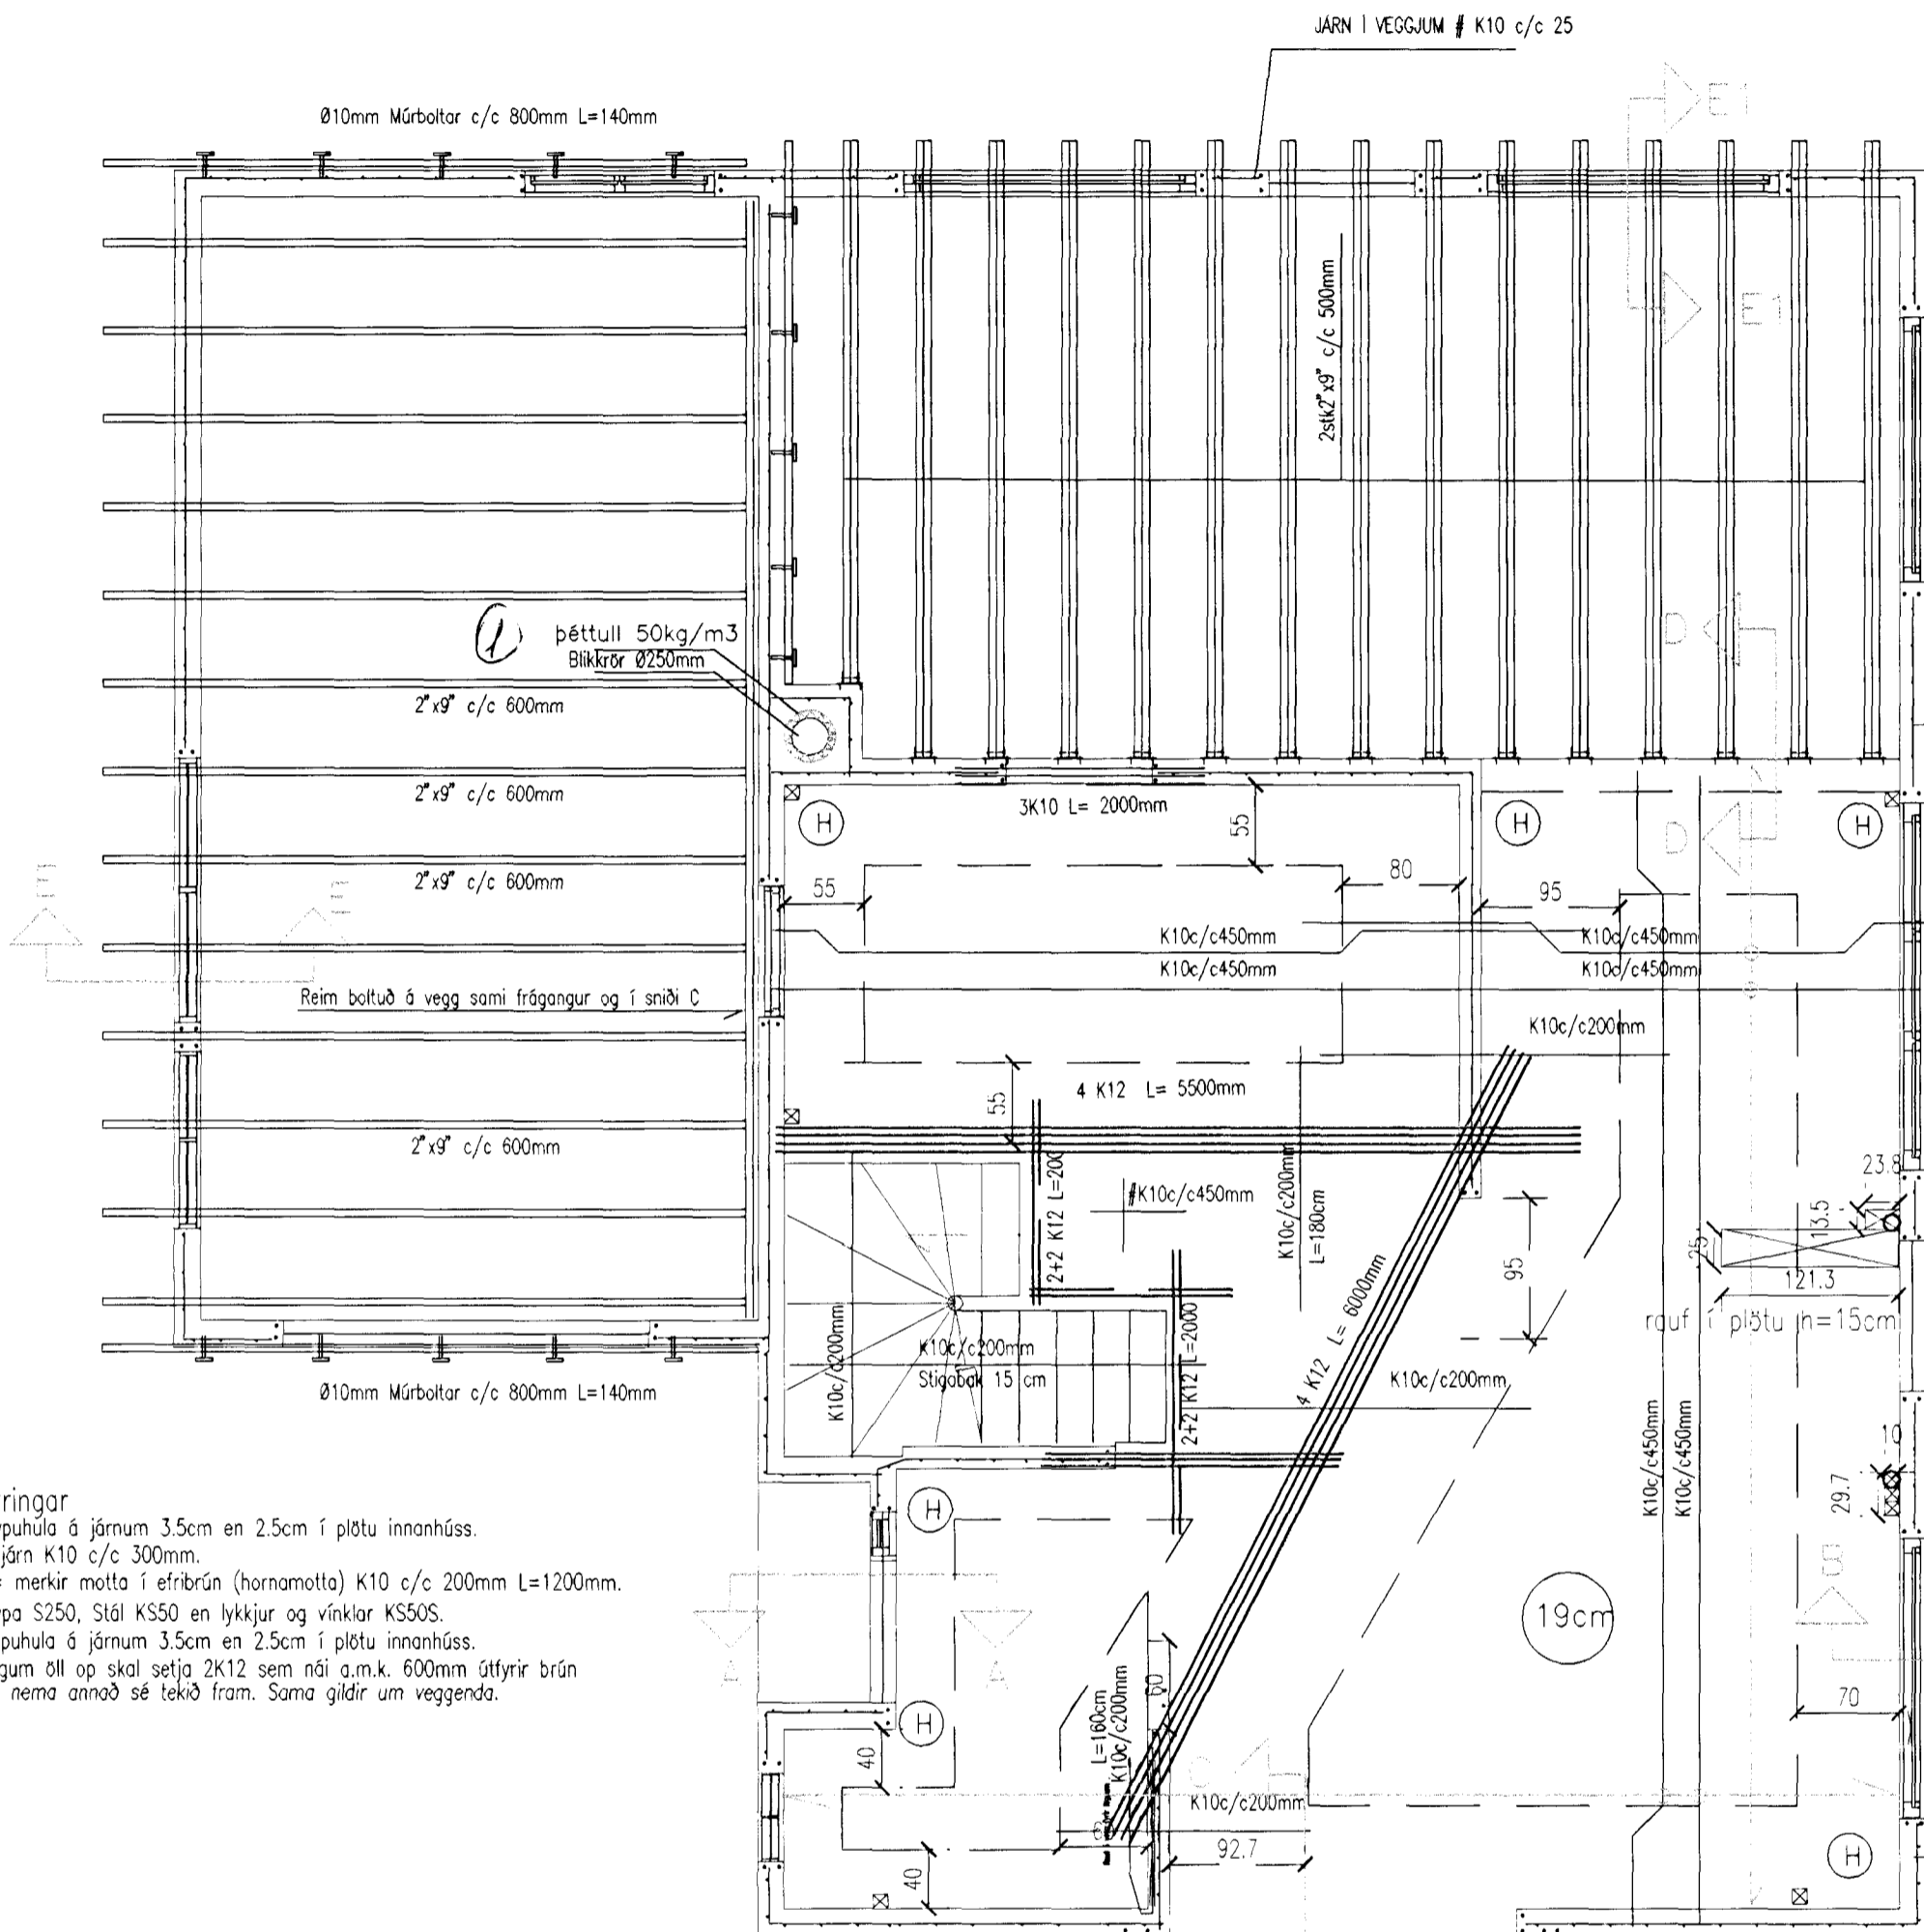 JÁRN Í VEGGJUM # K10 c/c 25
Ø10mm Múrboltar c/c 800mm L=140mm
E1
E1
2stk2"x9" c/c 500mm
1
þéttull 50kg/m3
Blikkrör Ø250mm
D
2"x9" c/c 600mm
2"x9" c/c 600mm
3K10 L= 2000mm
55
H
H
H
D
2"x9" c/c 600mm
E
E
55
80
95
K10c/c450mm
K10c/c450mm
K10c/c450mm
K10c/c450mm
Reim boltuð á vegg sami frágangur og í sniði C
K10c/c200mm
4 K12 L= 5500mm
55
2"x9" c/c 600mm
2+2 K12 L=200
#K10c/c450mm
K10c/c200mm
L=180cm
95
23.8
13.5
25
121.3
rauf í plötu h=15cm
4 K12 L= 6000mm
K10c/c200mm
K10c/c200mm
Stigabak 15 cm
2+2 K12 L=2000
K10c/c200mm
Ø10mm Múrboltar c/c 800mm L=140mm
K10c/c450mm
K10c/c450mm
10
29.7
H
ringar
puhula á járnum 3.5cm en 2.5cm í plötu innanhúss.
járn K10 c/c 300mm.
= merkir motta í efribrún (hornamotta) K10 c/c 200mm L=1200mm.
pa S250, Stál KS50 en lykkjur og vínklar KS50S.
puhula á járnum 3.5cm en 2.5cm í plötu innanhúss.
gum öll op skal setja 2K12 sem nái a.m.k. 600mm útfyrir brún
nema annað sé tekið fram. Sama gildir um veggenda.
B
19cm
A
A
60
L=160cm
K10c/c200mm
70
H
40
C
K10c/c200mm
92.7
40
H